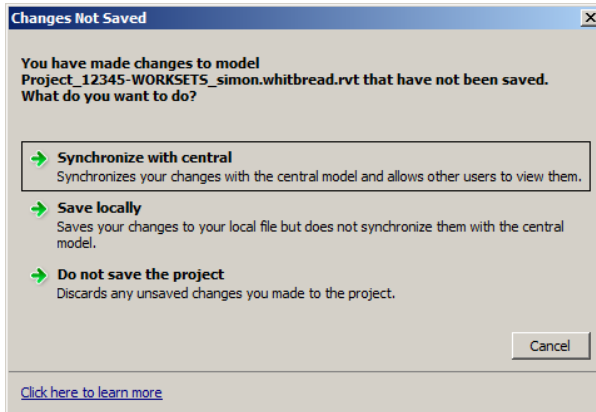 Changes Not Saved
You have made changes to model
Project_12345-WORKSETS_simon.whitbread.rvt that have not been saved.
What do you want to do?
Synchronize with central
Synchronizes your changes with the central model and allows other users to view them.
Save locally
Saves your changes to your local file but does not synchronize them with the central
model.
Do not save the project
Discards any unsaved changes you made to the project.
Cancel
Click here to learn more